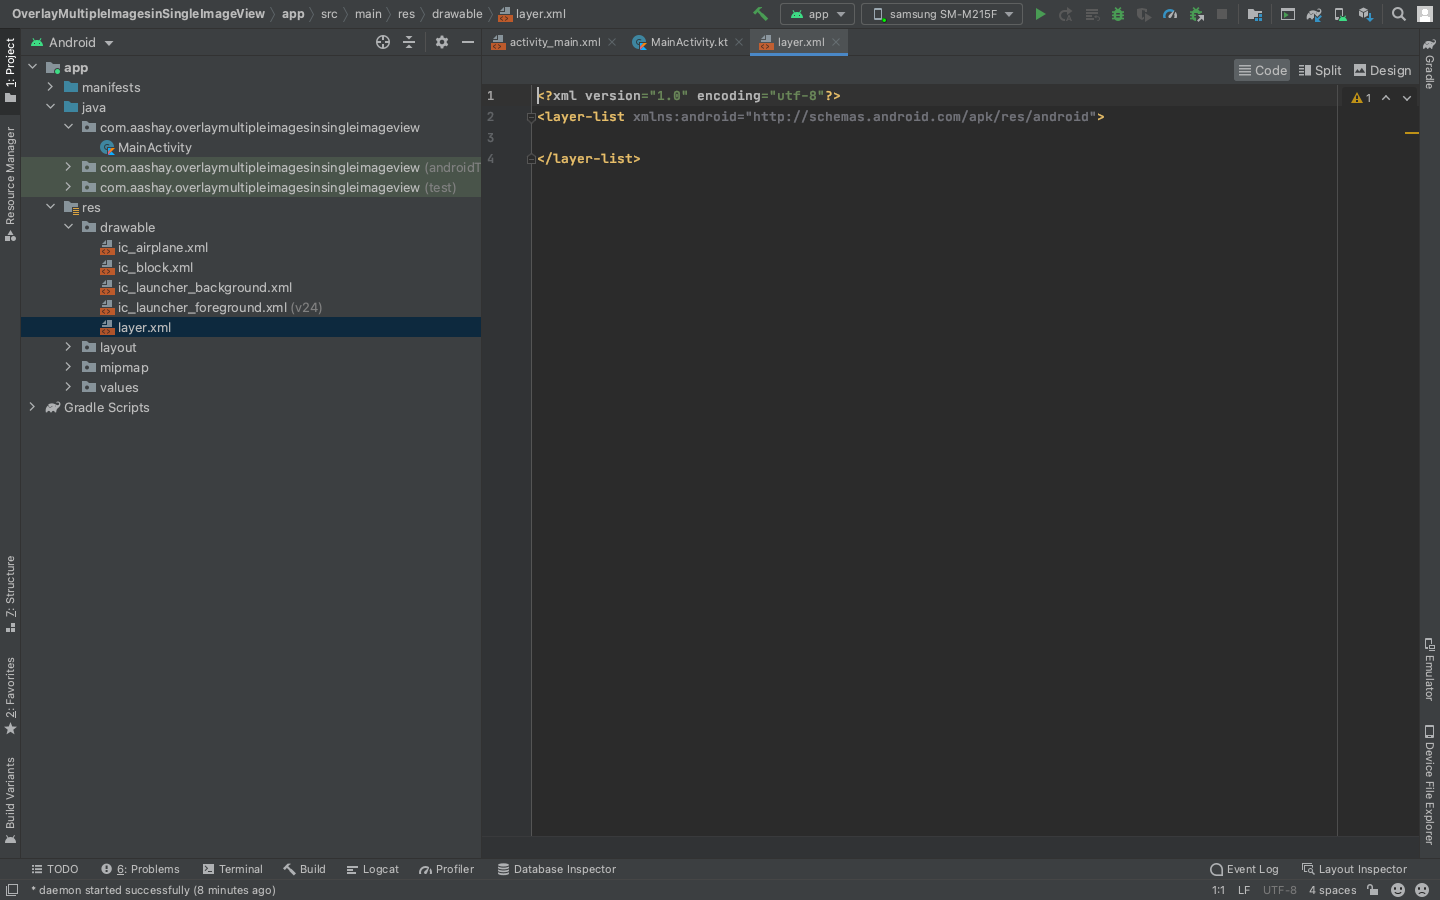 OverlayMultipleImagesinSingleImageView app src main res drawable layer.xml app samsung SM-M215F
Android activity_main.xml MainActivity.kt layer.xml
Code Split Design
1: Project
Resource Manager
7: Structure
2: Favorites
Build Variants
app
manifests
java
com.aashay.overlaymultipleimagesinsingleimageview
MainActivity
com.aashay.overlaymultipleimagesinsingleimageview (androidT
com.aashay.overlaymultipleimagesinsingleimageview (test)
res
drawable
ic_airplane.xml
ic_block.xml
ic_launcher_background.xml
ic_launcher_foreground.xml (v24)
layer.xml
layout
mipmap
values
Gradle Scripts
1 <?xml version="1.0" encoding="utf-8"?>
2 <layer-list xmlns:android="http://schemas.android.com/apk/res/android">
3
4 </layer-list>
1
Gradle
Emulator
Device File Explorer
TODO 6: Problems Terminal Build Logcat Profiler Database Inspector Event Log Layout Inspector
* daemon started successfully (8 minutes ago) 1:1 LF UTF-8 4 spaces